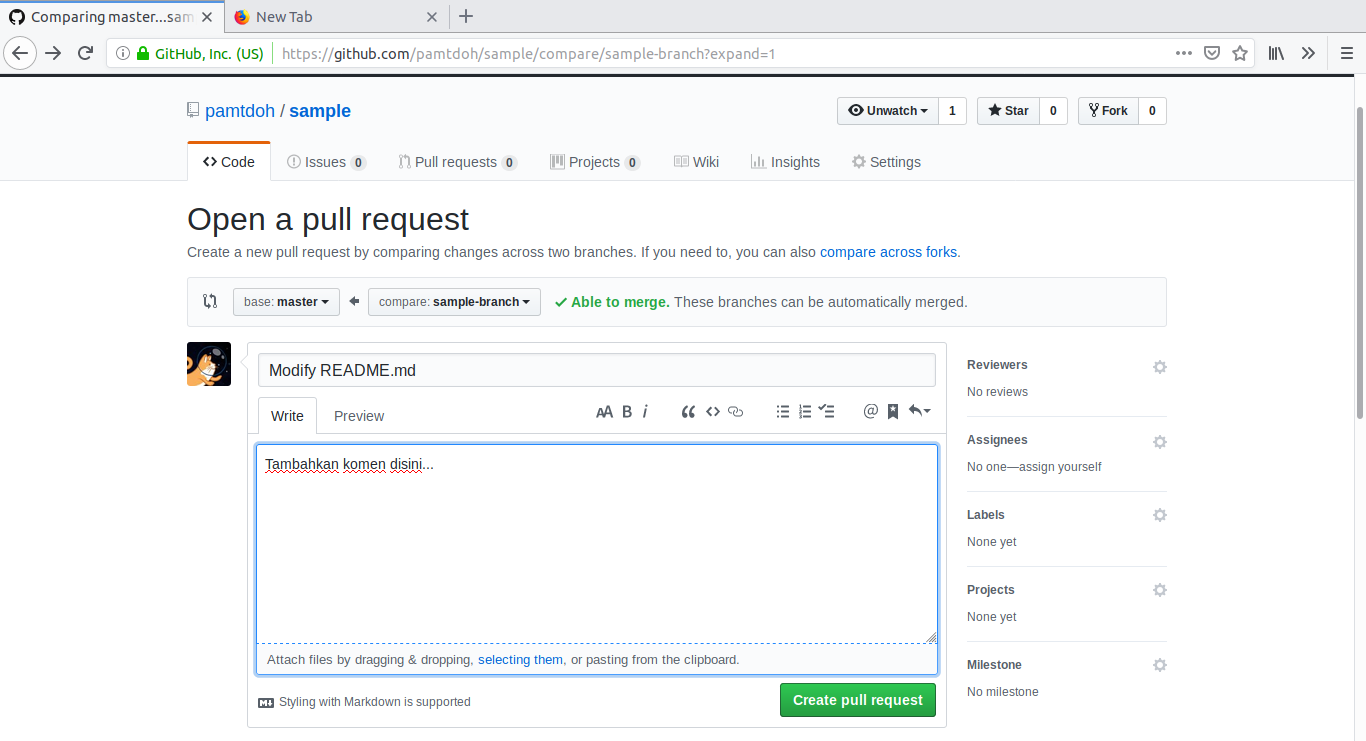 Comparing master...sam
New Tab
GitHub, Inc. (US) https://github.com/pamtdoh/sample/compare/sample-branch?expand=1
pamtdoh / sample
Unwatch 1 Star 0 Fork 0
Code Issues 0 Pull requests 0 Projects 0 Wiki Insights Settings
Open a pull request
Create a new pull request by comparing changes across two branches. If you need to, you can also compare across forks.
base: master compare: sample-branch Able to merge. These branches can be automatically merged.
Modify README.md
Write Preview AA B i
Tambahkan komen disini...
Attach files by dragging & dropping, selecting them, or pasting from the clipboard.
Styling with Markdown is supported
Create pull request
Reviewers
No reviews
Assignees
No one—assign yourself
Labels
None yet
Projects
None yet
Milestone
No milestone